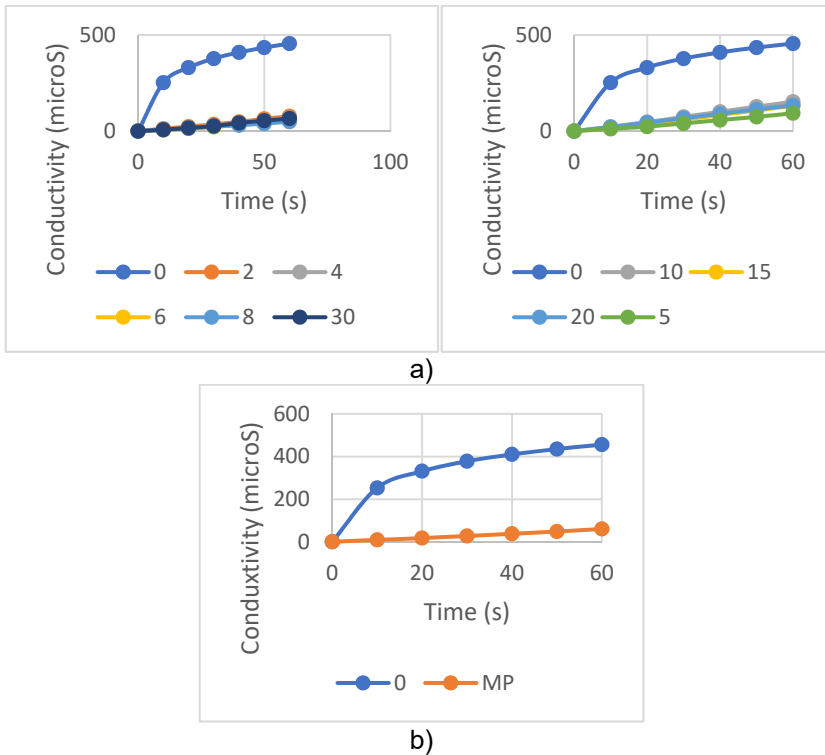 Conductivity (microS)
500
0
0 50 100
Time (s)
0 2 4
6 8 30
Conductivity (microS)
500
0
0 20 40 60
Time (s)
0 10 15
20 5
a)
Conduxtivity (microS)
600
400
200
0
0 20 40 60
Time (s)
0 MP
b)